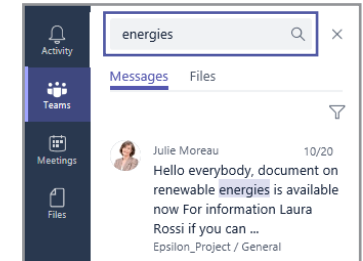 Activity
Teams
Meetings
Files
energies
Messages Files
Julie Moreau 10/20
Hello everybody, document on
renewable energies is available
now For information Laura
Rossi if you can ...
Epsilon_Project / General